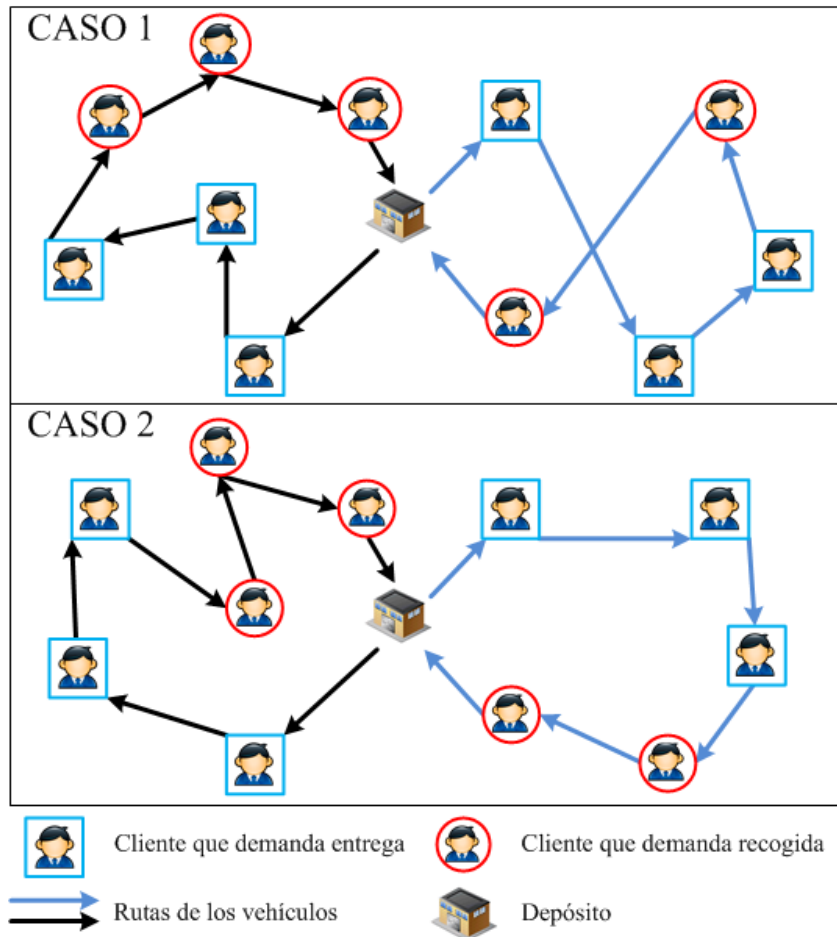 CASO 1
CASO 2
Cliente que demanda entrega
Cliente que demanda recogida
Rutas de los vehículos
Depósito